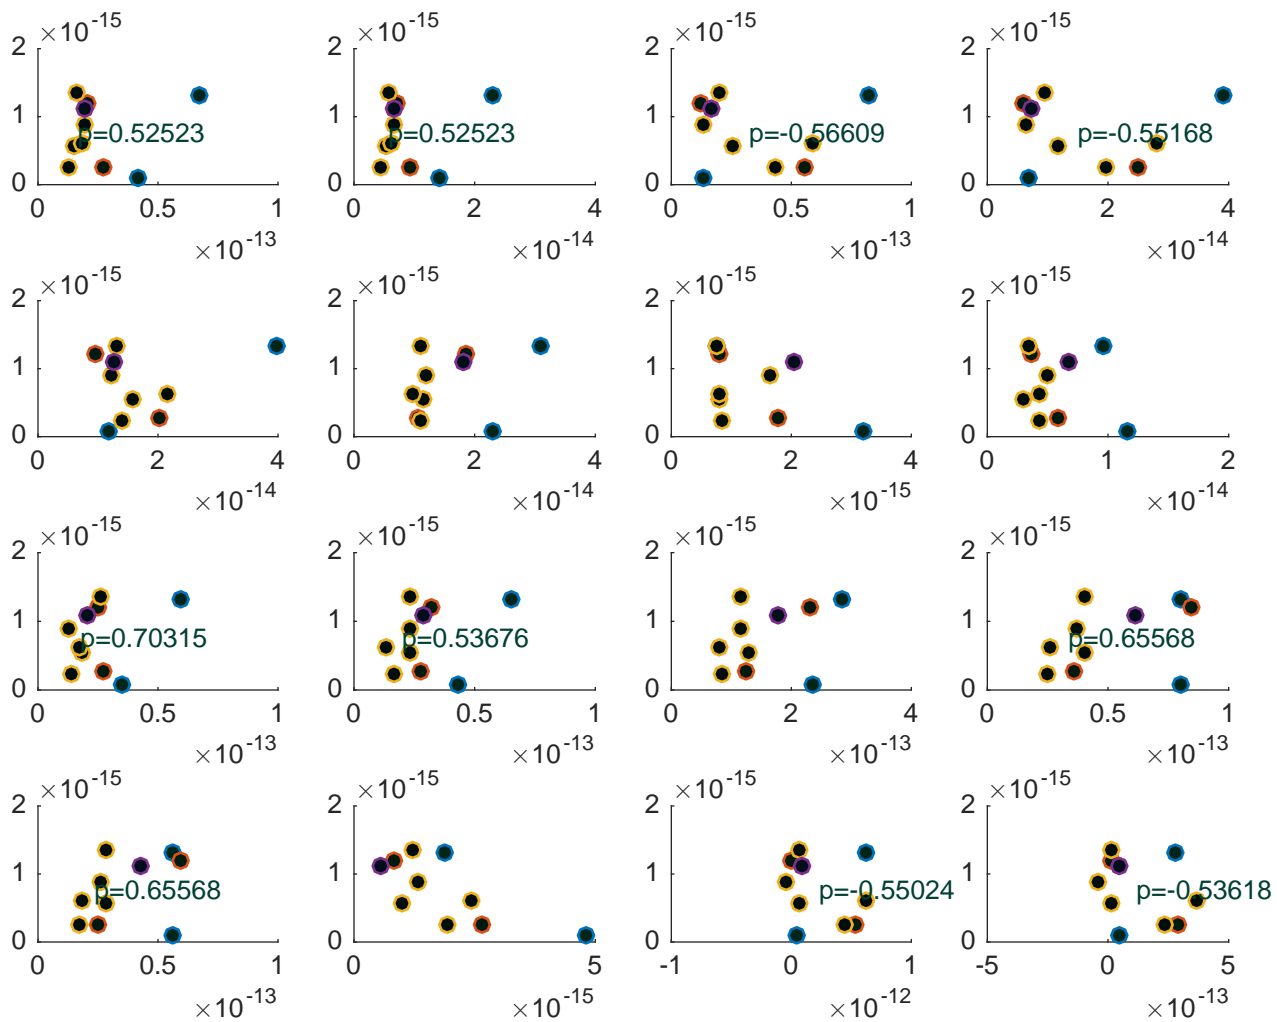 ×10-15 ×10-15 ×10-15 ×10-15
2 2 2 2
1 1 1 1
p=0.52523 p=0.52523 p=-0.56609 p=-0.55168
0 0 0 0
0 0.5 1 0 2 4 0 0.5 1 0 2 4
×10-13 ×10-14 ×10-13 ×10-14
×10-15 ×10-15 ×10-15 ×10-15
2 2 2 2
1 1 1 1
0 0 0 0
0 2 4 0 2 4 0 2 4 0 1 2
×10-14 ×10-14 ×10-15 ×10-14
×10-15 ×10-15 ×10-15 ×10-15
2 2 2 2
1 1 1 1
p=0.70315 p=0.53676 p=0.65568
0 0 0 0
0 0.5 1 0 0.5 1 0 2 4 0 0.5 1
×10-13 ×10-13 ×10-13 ×10-13
×10-15 ×10-15 ×10-15 ×10-15
2 2 2 2
1 1 1 1
p=0.65568 p=-0.55024 p=-0.53618
0 0 0 0
0 0.5 1 0 5 -1 0 1 -5 0 5
×10-13 ×10-15 ×10-12 ×10-13